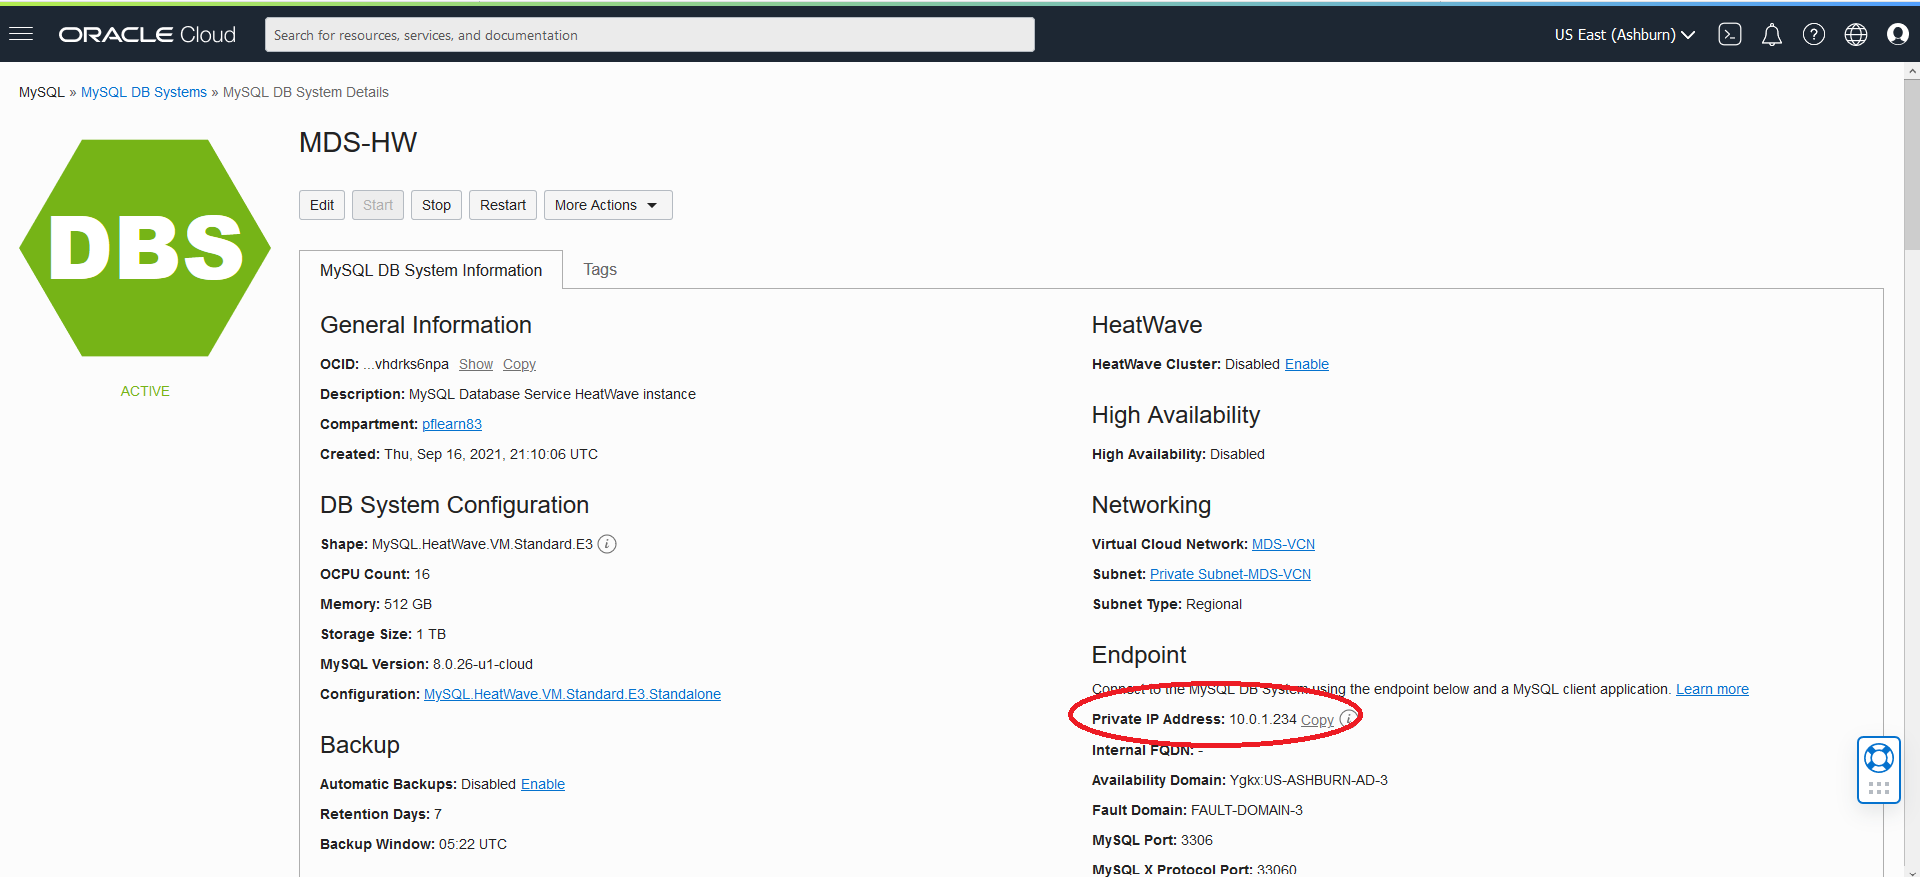 ORACLE Cloud
Search for resources, services, and documentation
US East (Ashburn)
MySQL » MySQL DB Systems » MySQL DB System Details
DBS
ACTIVE
MDS-HW
Edit
Start
Stop
Restart
More Actions
MySQL DB System Information
Tags
General Information
OCID: ...vhdrks6npa Show Copy
Description: MySQL Database Service HeatWave instance
Compartment: pflearn83
Created: Thu, Sep 16, 2021, 21:10:06 UTC
DB System Configuration
Shape: MySQL.HeatWave.VM.Standard.E3
OCPU Count: 16
Memory: 512 GB
Storage Size: 1 TB
MySQL Version: 8.0.26-u1-cloud
Configuration: MySQL.HeatWave.VM.Standard.E3.Standalone
Backup
Automatic Backups: Disabled Enable
Retention Days: 7
Backup Window: 05:22 UTC
HeatWave
HeatWave Cluster: Disabled Enable
High Availability
High Availability: Disabled
Networking
Virtual Cloud Network: MDS-VCN
Subnet: Private Subnet-MDS-VCN
Subnet Type: Regional
Endpoint
Connect to the MySQL DB System using the endpoint below and a MySQL client application. Learn more
Private IP Address: 10.0.1.234 Copy
Internal FQDN: -
Availability Domain: Ygkx:US-ASHBURN-AD-3
Fault Domain: FAULT-DOMAIN-3
MySQL Port: 3306
MySQL X Protocol Port: 33060